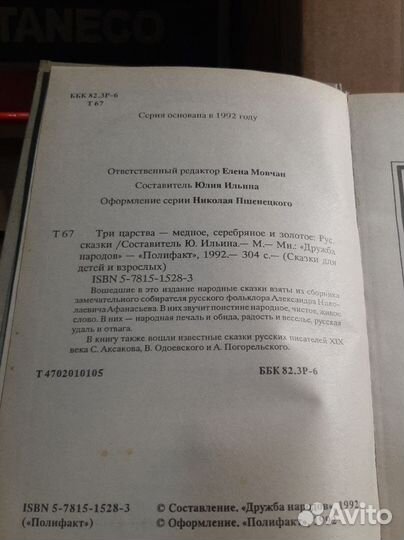 TANECO
ББК 82.3Р-6
Т 67
Серия основана в 1992 году
Ответственный редактор Елена Мовчан
Составитель Юлия Ильина
Оформление серии Николая Пшенецкого
Т 67 Три царства — медное, серебряное и золотое: Рус.
сказки /Составитель Ю. Ильина.— М.— Мн.: «Дружба
народов» — «Полифакт», 1992.— 304 с.— (Сказки для
детей и взрослых)
ISBN 5-7815-1528-3
Вошедшие в это издание народные сказки взяты из сборника
замечательного собирателя русского фольклора Александра Нико-
лаевича Афанасьева. В них звучит поистине народное, чистое, живое
слово. В них — народная печаль и обида, радость и веселье, русская
удаль и отвага.
В книгу также вошли известные сказки русских писателей XIX
века С. Аксакова, В. Одоевского и А. Погорельского.
Т 4702010105 ББК 82.3Р-6
ISBN 5-7815-1528-3 © Составление. «Дружба народов» 1992
(«Полифакт») © Оформление. «Полифакт»
Avito